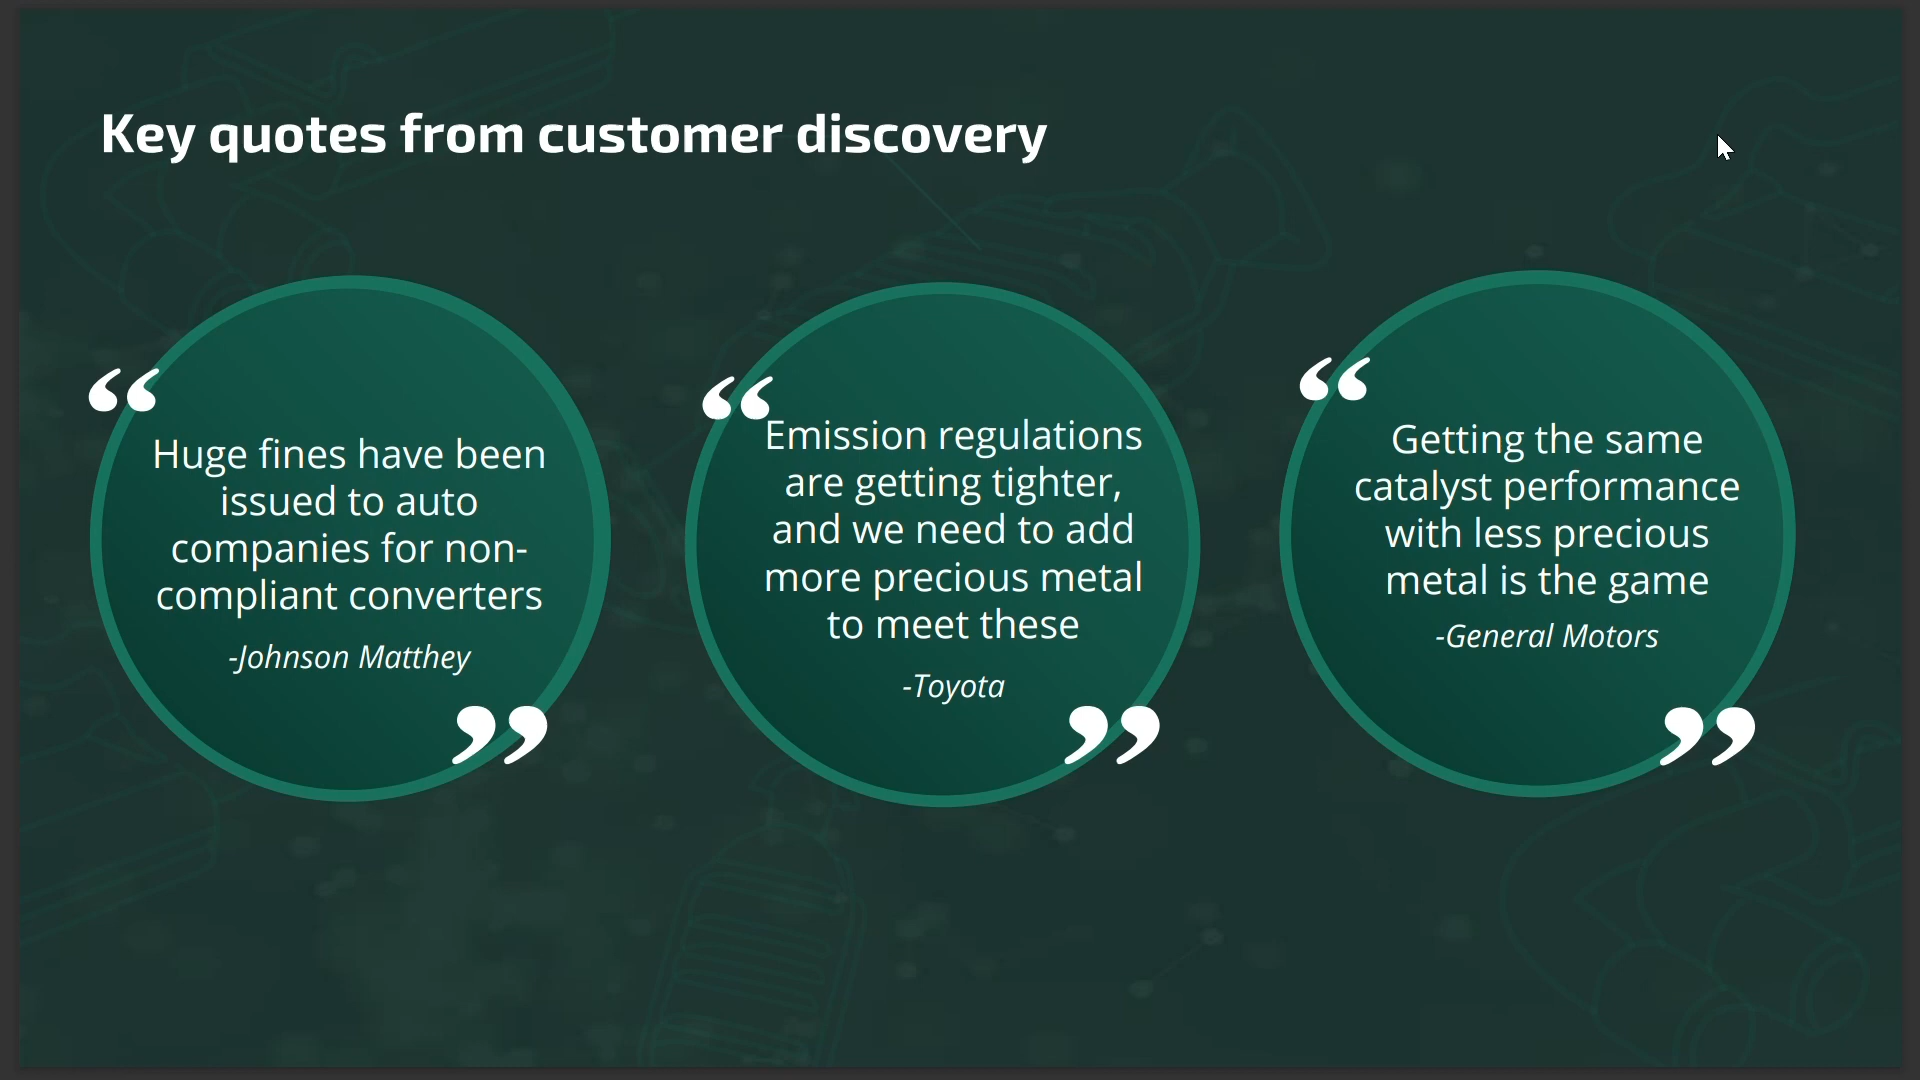 Key quotes from customer discovery
“
Huge fines have been
issued to auto
companies for non-
compliant converters
-Johnson Matthey
”
“
Emission regulations
are getting tighter,
and we need to add
more precious metal
to meet these
-Toyota
”
“
Getting the same
catalyst performance
with less precious
metal is the game
-General Motors
”